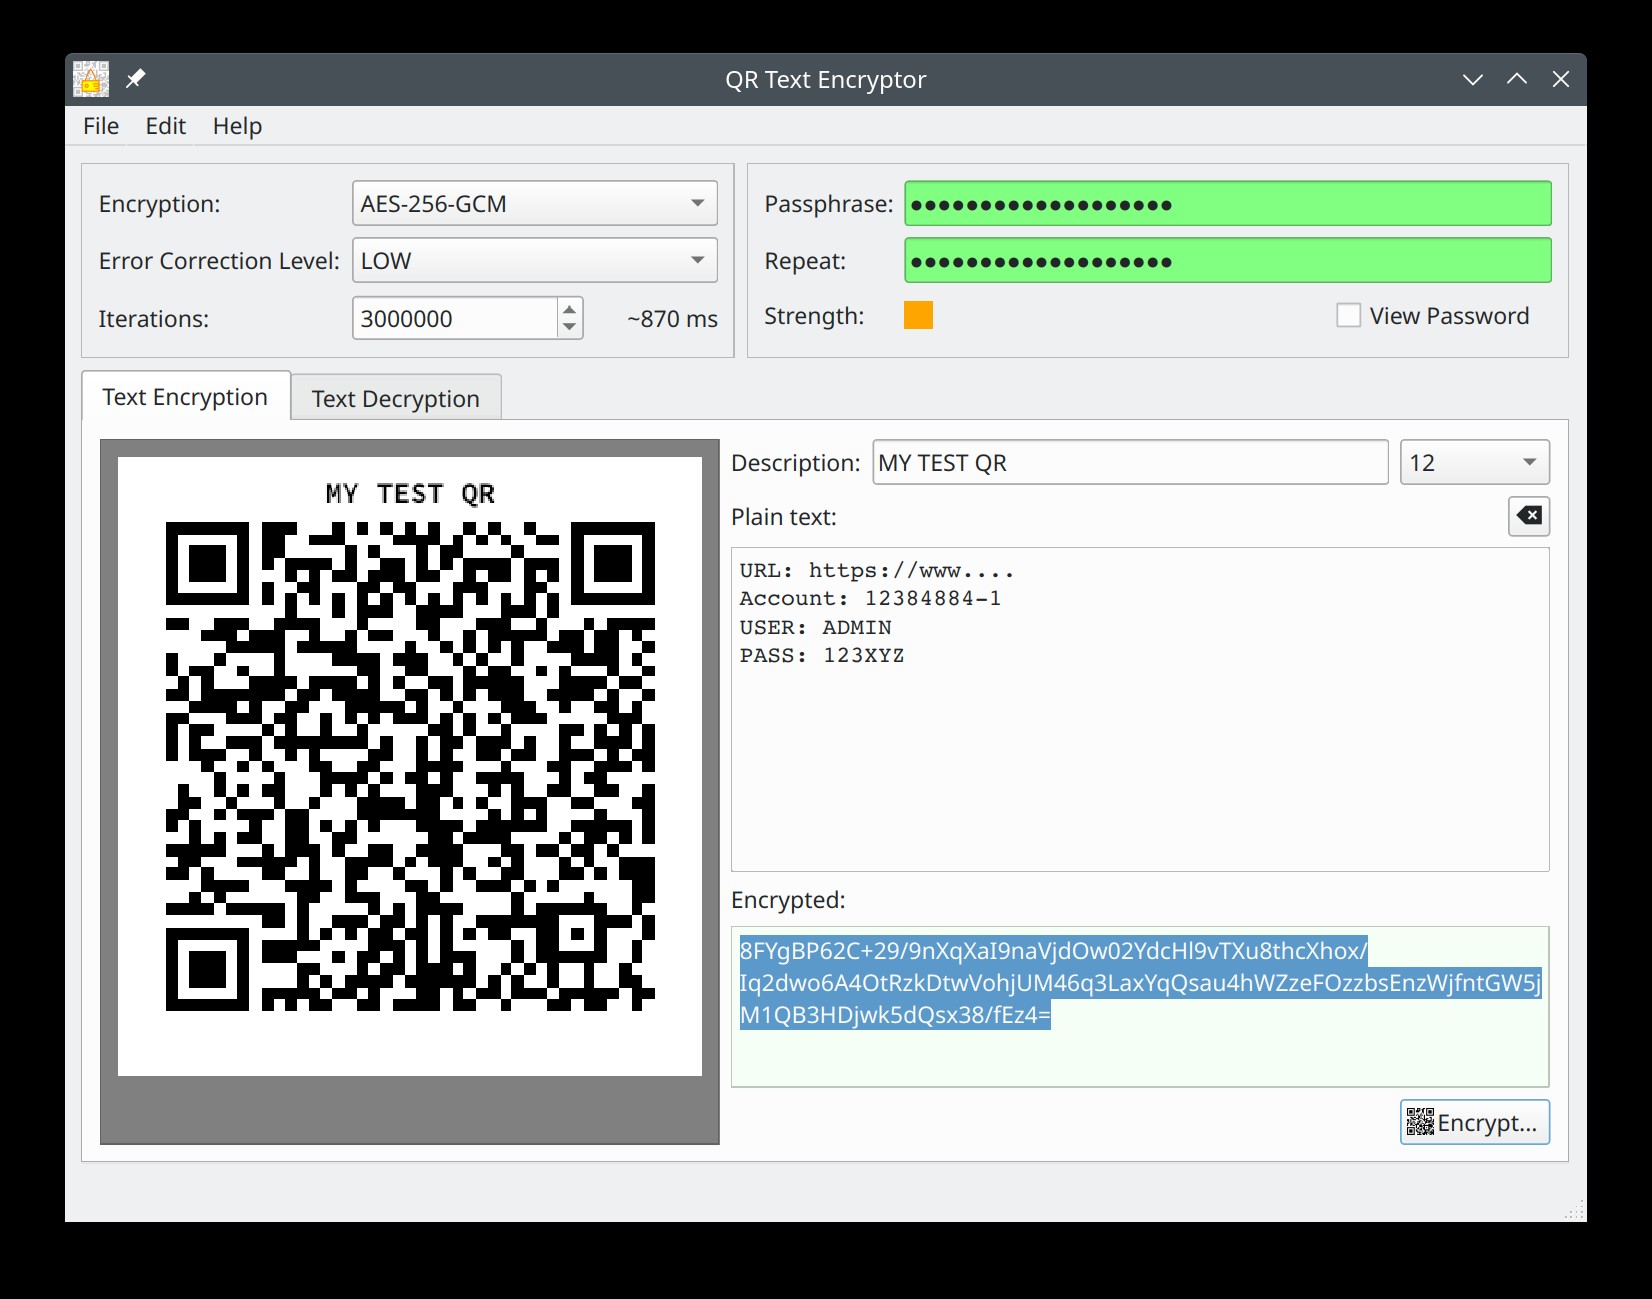 QR Text Encryptor
File Edit Help
Encryption: AES-256-GCM
Error Correction Level: LOW
Iterations: 3000000 ~870 ms
Passphrase: ●●●●●●●●●●●●●●●●●●●
Repeat: ●●●●●●●●●●●●●●●●●●●
Strength: View Password
Text Encryption Text Decryption
MY TEST QR
Description: MY TEST QR 12
Plain text:
URL: https://www....
Account: 12384884-1
USER: ADMIN
PASS: 123XYZ
Encrypted:
8FYgBP62C+29/9nXqXaI9naVjdOw02YdcHl9vTXu8thcXhox/
Iq2dwo6A4OtRzkDtwVohjUM46q3LaxYqQsau4hWZzeFOzzbsEnzWjfntGW5j
M1QB3HDjwk5dQsx38/fEz4=
Encrypt...